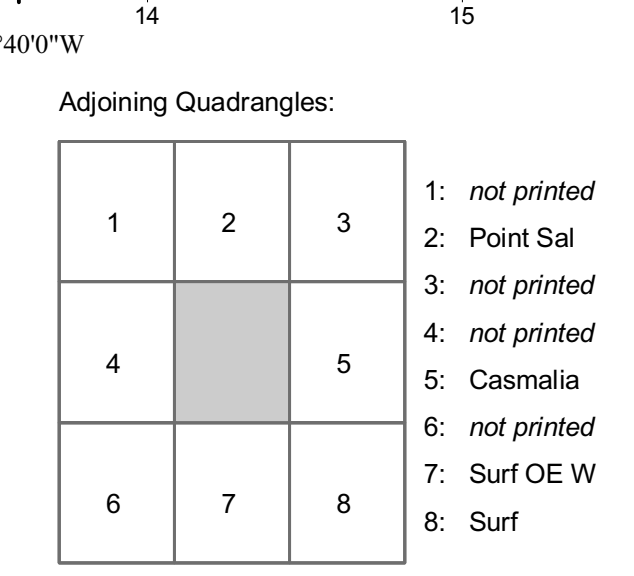 14 15
°40'0"W
Adjoining Quadrangles:
1 2 3
4 5
6 7 8
1: not printed
2: Point Sal
3: not printed
4: not printed
5: Casmalia
6: not printed
7: Surf OE W
8: Surf